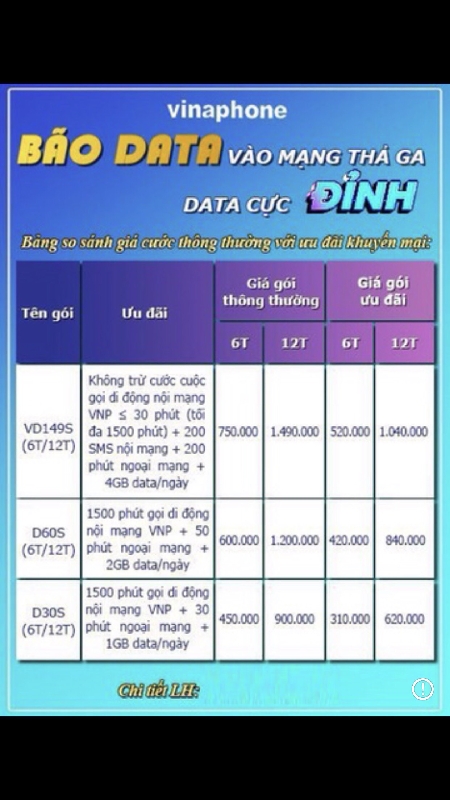 vinaphone
BÃO DATA VÀO MẠNG THẢ GA
DATA CỰC ĐỈNH
Bảng so sánh giá cước thông thường với ưu đãi khuyến mại:
Tên gói
Ưu đãi
Giá gói
thông thường
Giá gói
ưu đãi
6T 12T 6T 12T
VD149S
(6T/12T)
Không trừ cước cuộc
gọi di động nội mạng
VNP ≤ 30 phút (tối
đa 1500 phút) + 200
SMS nội mạng + 200
phút ngoại mạng +
4GB data/ngày
750.000 1.490.000 520.000 1.040.000
D60S
(6T/12T)
1500 phút gọi di động
nội mạng VNP + 50
phút ngoại mạng +
2GB data/ngày
600.000 1.200.000 420.000 840.000
D30S
(6T/12T)
1500 phút gọi di động
nội mạng VNP + 30
phút ngoại mạng +
1GB data/ngày
450.000 900.000 310.000 620.000
Chi tiết LH: